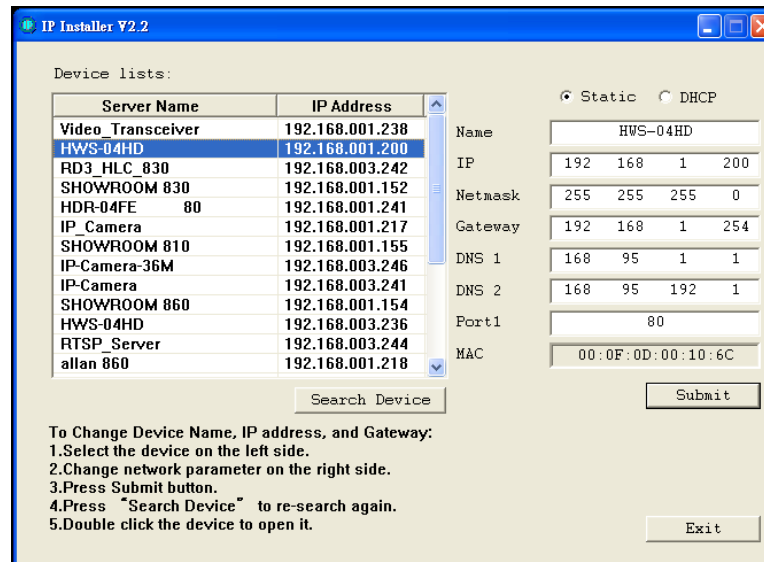 IP Installer V2.2
Device lists:
Server Name IP Address
Video_Transceiver 192.168.001.238
HWS-04HD 192.168.001.200
RD3_HLC_830 192.168.003.242
SHOWROOM 830 192.168.001.152
HDR-04FE 80 192.168.001.241
IP_Camera 192.168.001.217
SHOWROOM 810 192.168.001.155
IP-Camera-36M 192.168.003.246
IP-Camera 192.168.003.241
SHOWROOM 860 192.168.001.154
HWS-04HD 192.168.003.236
RTSP_Server 192.168.003.244
allan 860 192.168.001.218
Search Device
To Change Device Name, IP address, and Gateway:
1.Select the device on the left side.
2.Change network parameter on the right side.
3.Press Submit button.
4.Press “Search Device” to re-search again.
5.Double click the device to open it.
Static DHCP
Name HWS-04HD
IP 192 168 1 200
Netmask 255 255 255 0
Gateway 192 168 1 254
DNS 1 168 95 1 1
DNS 2 168 95 192 1
Port1 80
MAC 00:0F:0D:00:10:6C
Submit
Exit